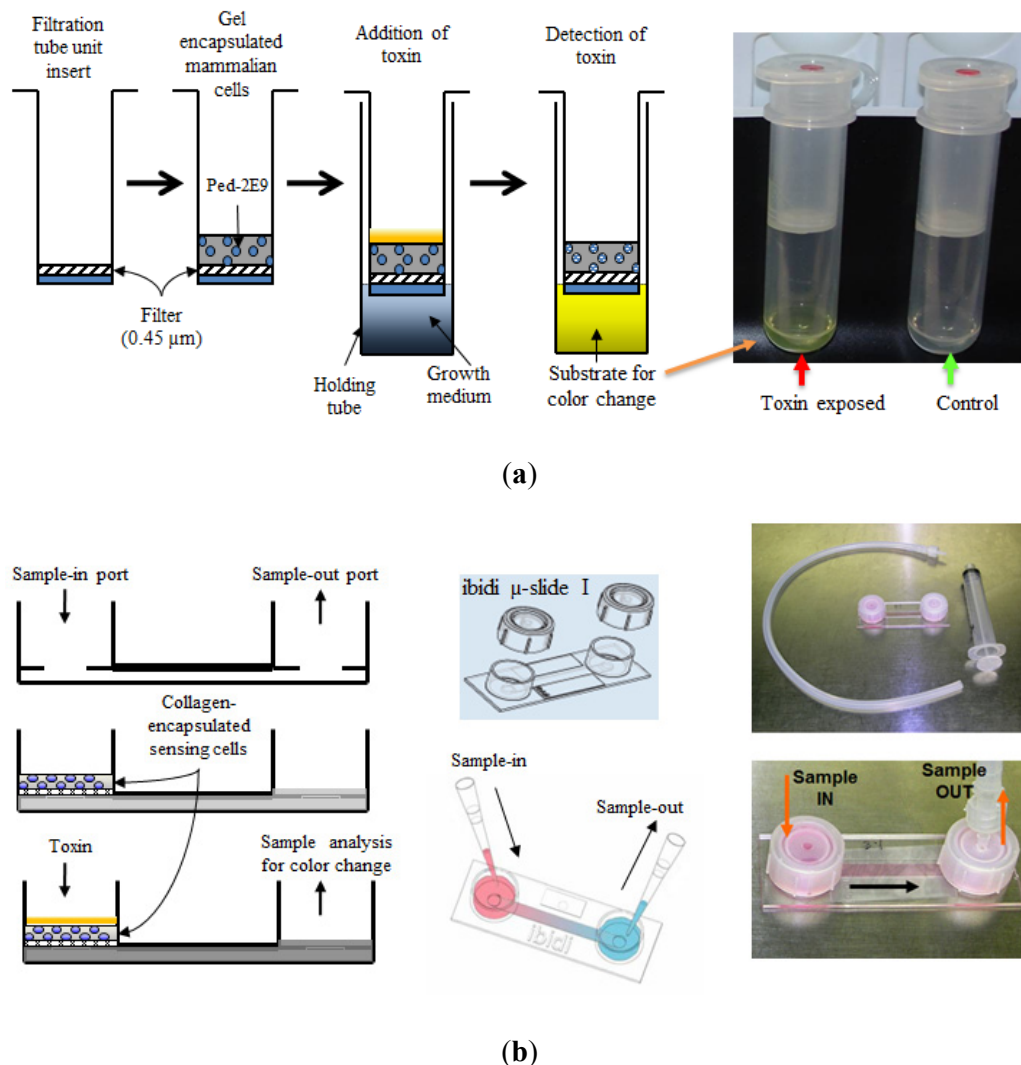 Filtration
tube unit
insert
Gel
encapsulated
mammalian
cells
Addition of
toxin
Detection of
toxin
Ped-2E9
Filter
(0.45 µm)
Holding
tube
Growth
medium
Substrate for
color change
Toxin exposed
Control
(a)
Sample-in port
Sample-out port
Collagen-
encapsulated
sensing cells
Toxin
Sample analysis
for color change
ibidi µ-slide I
Sample-in
Sample-out
ibidi
Sample
IN
Sample
OUT
(b)